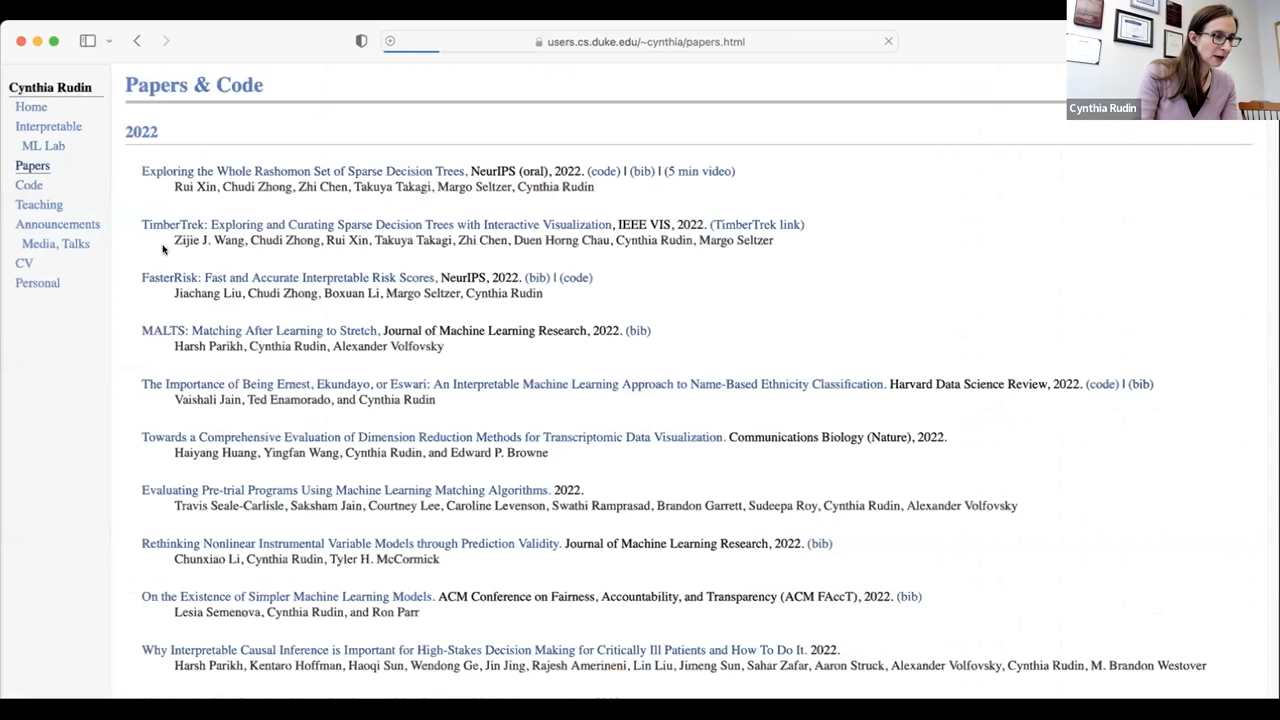 users.cs.duke.edu/~cynthia/papers.html
Cynthia Rudin
Cynthia Rudin
Home
Interpretable
ML Lab
Papers
Code
Teaching
Announcements
Media, Talks
CV
Personal
Papers & Code
2022
Exploring the Whole Rashomon Set of Sparse Decision Trees, NeurIPS (oral), 2022. (code) | (bib) | (5 min video)
Rui Xin, Chudi Zhong, Zhi Chen, Takuya Takagi, Margo Seltzer, Cynthia Rudin
TimberTrek: Exploring and Curating Sparse Decision Trees with Interactive Visualization, IEEE VIS, 2022. (TimberTrek link)
Zijie J. Wang, Chudi Zhong, Rui Xin, Takuya Takagi, Zhi Chen, Duen Horng Chau, Cynthia Rudin, Margo Seltzer
FasterRisk: Fast and Accurate Interpretable Risk Scores, NeurIPS, 2022. (bib) | (code)
Jiachang Liu, Chudi Zhong, Boxuan Li, Margo Seltzer, Cynthia Rudin
MALTS: Matching After Learning to Stretch, Journal of Machine Learning Research, 2022. (bib)
Harsh Parikh, Cynthia Rudin, Alexander Volfovsky
The Importance of Being Ernest, Ekundayo, or Eswari: An Interpretable Machine Learning Approach to Name-Based Ethnicity Classification. Harvard Data Science Review, 2022. (code) | (bib)
Vaishali Jain, Ted Enamorado, and Cynthia Rudin
Towards a Comprehensive Evaluation of Dimension Reduction Methods for Transcriptomic Data Visualization. Communications Biology (Nature), 2022.
Haiyang Huang, Yingfan Wang, Cynthia Rudin, and Edward P. Browne
Evaluating Pre-trial Programs Using Machine Learning Matching Algorithms. 2022.
Travis Seale-Carlisle, Saksham Jain, Courtney Lee, Caroline Levenson, Swathi Ramprasad, Brandon Garrett, Sudeepa Roy, Cynthia Rudin, Alexander Volfovsky
Rethinking Nonlinear Instrumental Variable Models through Prediction Validity. Journal of Machine Learning Research, 2022. (bib)
Chunxiao Li, Cynthia Rudin, Tyler H. McCormick
On the Existence of Simpler Machine Learning Models. ACM Conference on Fairness, Accountability, and Transparency (ACM FAccT), 2022. (bib)
Lesia Semenova, Cynthia Rudin, and Ron Parr
Why Interpretable Causal Inference is Important for High-Stakes Decision Making for Critically Ill Patients and How To Do It. 2022.
Harsh Parikh, Kentaro Hoffman, Haoqi Sun, Wendong Ge, Jin Jing, Rajesh Amerineni, Lin Liu, Jimeng Sun, Sahar Zafar, Aaron Struck, Alexander Volfovsky, Cynthia Rudin, M. Brandon Westover